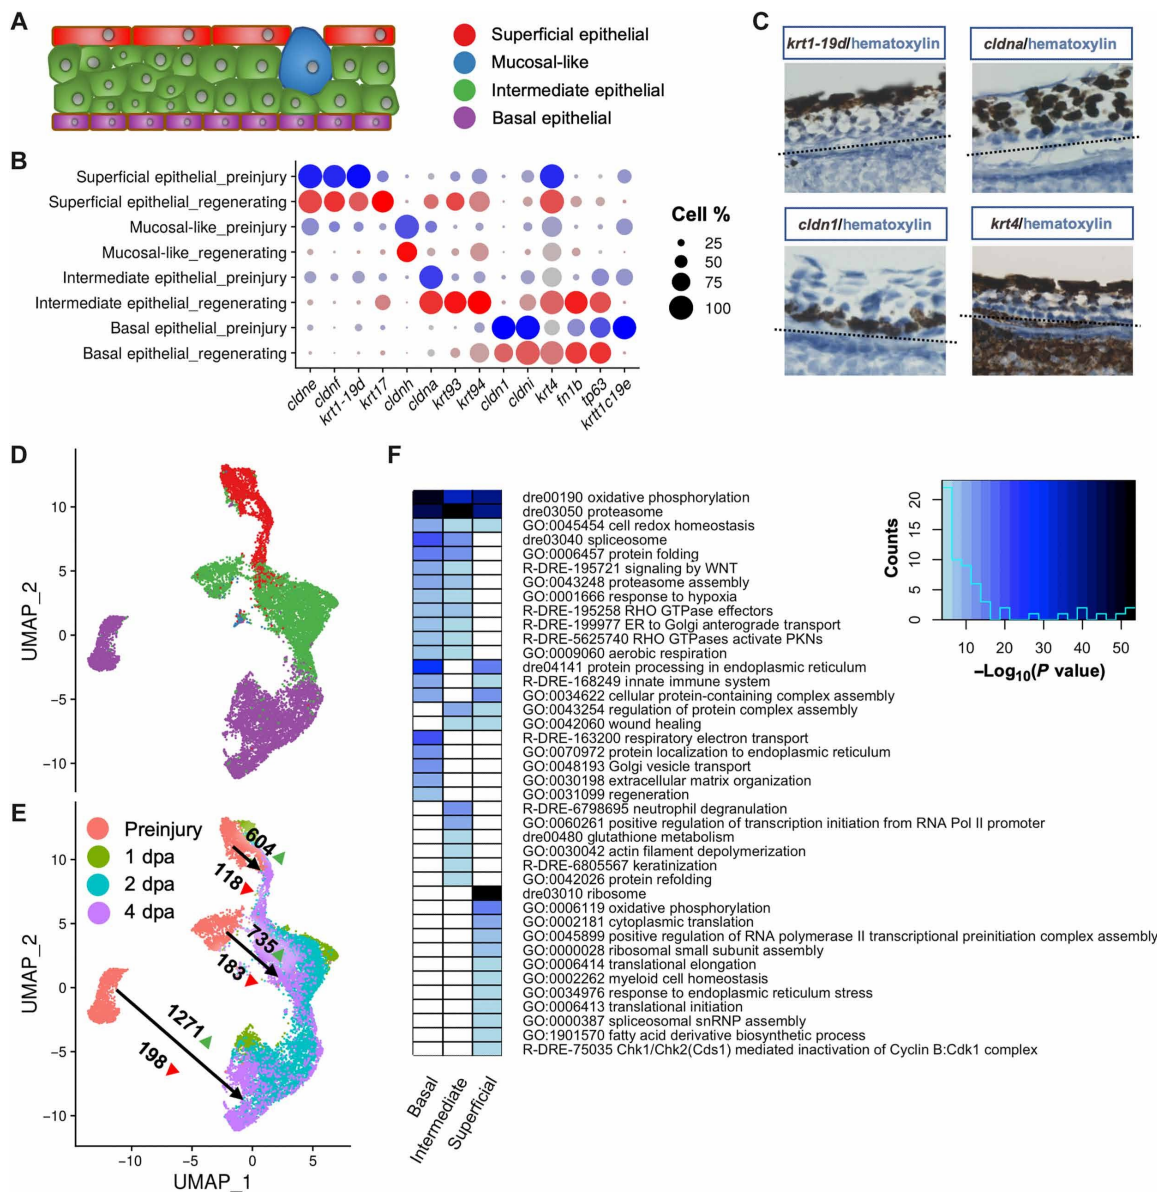 A
Superficial epithelial
Mucosal-like
Intermediate epithelial
Basal epithelial
B
Superficial epithelial_preinjury
Superficial epithelial_regenerating
Mucosal-like_preinjury
Mucosal-like_regenerating
Intermediate epithelial_preinjury
Intermediate epithelial_regenerating
Basal epithelial_preinjury
Basal epithelial_regenerating
cldne
cldnf
krt1-19d
krt17
cldnh
cldna
krt93
krt94
cldn1
cldni
krt4
fn1b
tp63
krtt1c19e
Cell %
25
50
75
100
C
krt1-19d/hematoxylin
cldna/hematoxylin
cldn1/hematoxylin
krt4/hematoxylin
D
UMAP_2
10
5
0
−5
−10
E
Preinjury
1 dpa
2 dpa
4 dpa
604
118
735
183
1271
198
UMAP_2
10
5
0
−5
−10
−10
−5
0
5
UMAP_1
F
dre00190 oxidative phosphorylation
dre03050 proteasome
GO:0045454 cell redox homeostasis
dre03040 spliceosome
GO:0006457 protein folding
R-DRE-195721 signaling by WNT
GO:0043248 proteasome assembly
GO:0001666 response to hypoxia
R-DRE-195258 RHO GTPase effectors
R-DRE-199977 ER to Golgi anterograde transport
R-DRE-5625740 RHO GTPases activate PKNs
GO:0009060 aerobic respiration
dre04141 protein processing in endoplasmic reticulum
R-DRE-168249 innate immune system
GO:0034622 cellular protein-containing complex assembly
GO:0043254 regulation of protein complex assembly
GO:0042060 wound healing
R-DRE-163200 respiratory electron transport
GO:0070972 protein localization to endoplasmic reticulum
GO:0048193 Golgi vesicle transport
GO:0030198 extracellular matrix organization
GO:0031099 regeneration
R-DRE-6798695 neutrophil degranulation
GO:0060261 positive regulation of transcription initiation from RNA Pol II promoter
dre00480 glutathione metabolism
GO:0030042 actin filament depolymerization
R-DRE-6805567 keratinization
GO:0042026 protein refolding
dre03010 ribosome
GO:0006119 oxidative phosphorylation
GO:0002181 cytoplasmic translation
GO:0045899 positive regulation of RNA polymerase II transcriptional preinitiation complex assembly
GO:0000028 ribosomal small subunit assembly
GO:0006414 translational elongation
GO:0002262 myeloid cell homeostasis
GO:0034976 response to endoplasmic reticulum stress
GO:0006413 translational initiation
GO:0000387 spliceosomal snRNP assembly
GO:1901570 fatty acid derivative biosynthetic process
R-DRE-75035 Chk1/Chk2(Cds1) mediated inactivation of Cyclin B:Cdk1 complex
Basal
Intermediate
Superficial
Counts
20
15
10
5
0
10
20
30
40
50
−Log10(P value)